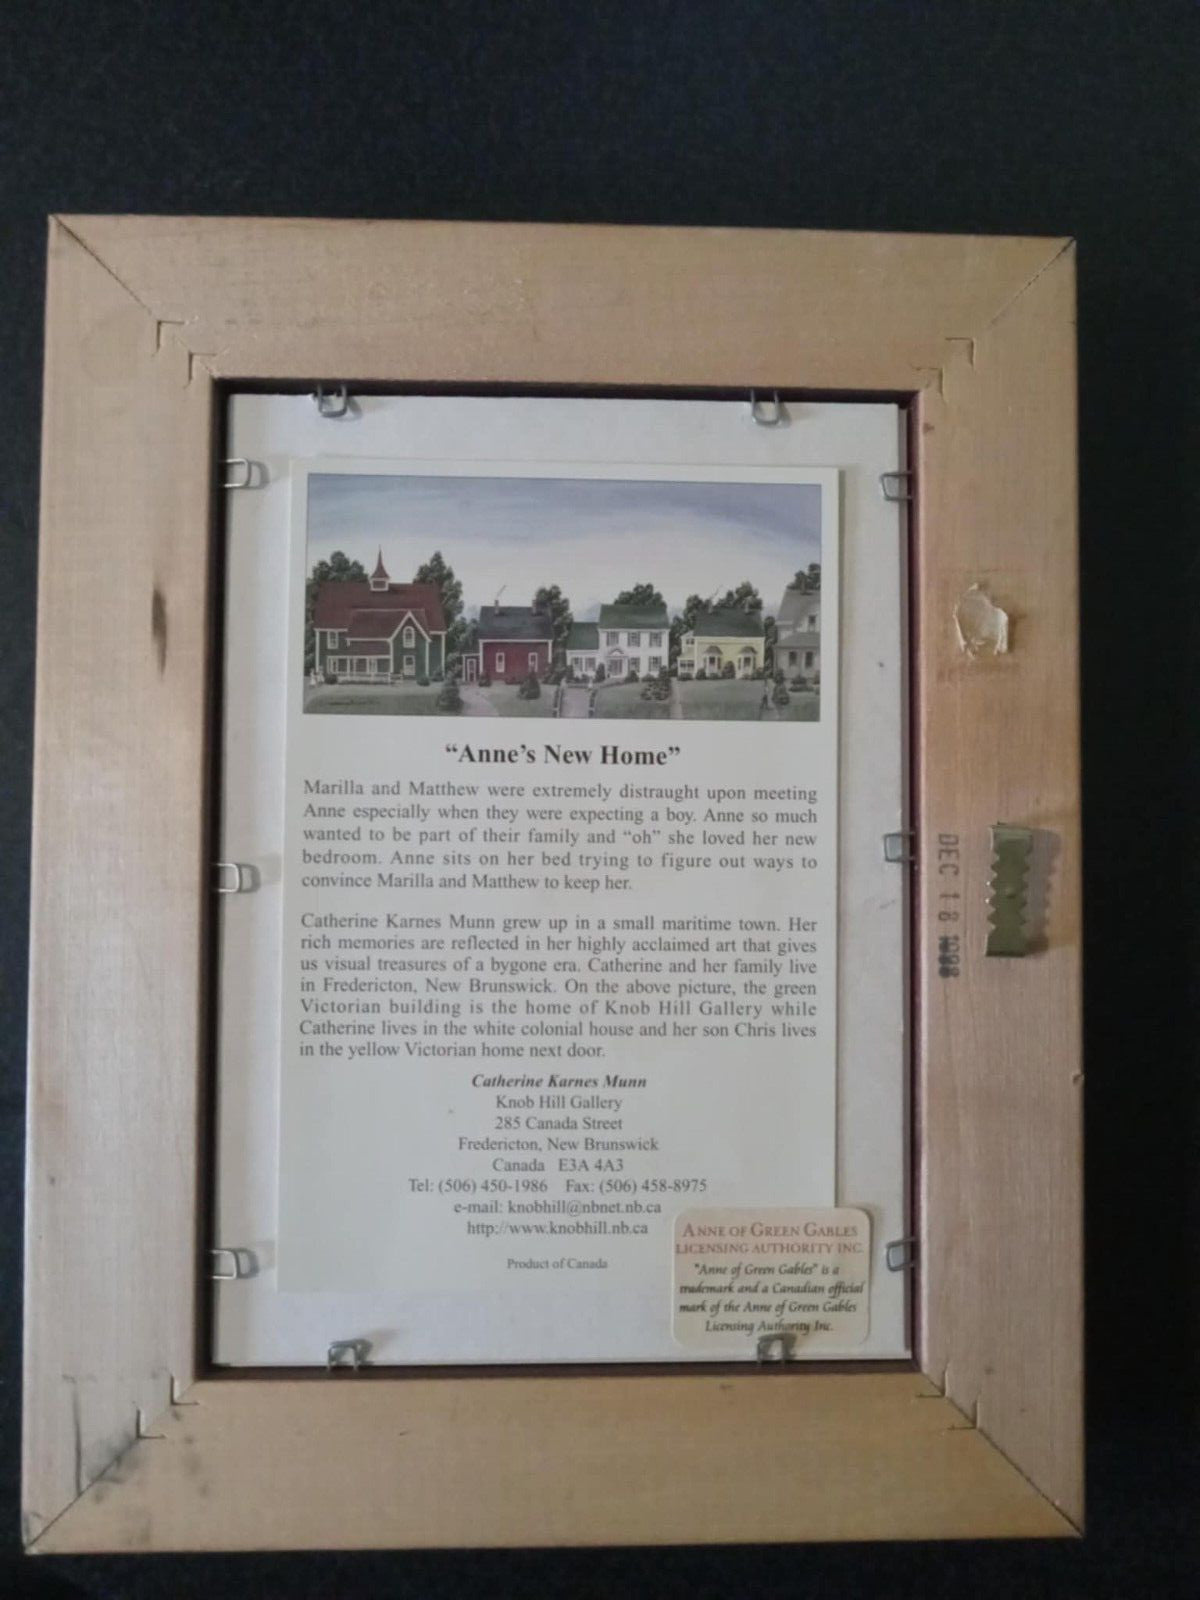 “Anne’s New Home”
Marilla and Matthew were extremely distraught upon meeting
Anne especially when they were expecting a boy. Anne so much
wanted to be part of their family and “oh” she loved her new
bedroom. Anne sits on her bed trying to figure out ways to
convince Marilla and Matthew to keep her.
Catherine Karnes Munn grew up in a small maritime town. Her
rich memories are reflected in her highly acclaimed art that gives
us visual treasures of a bygone era. Catherine and her family live
in Fredericton, New Brunswick. On the above picture, the green
Victorian building is the home of Knob Hill Gallery while
Catherine lives in the white colonial house and her son Chris lives
in the yellow Victorian home next door.
Catherine Karnes Munn
Knob Hill Gallery
285 Canada Street
Fredericton, New Brunswick
Canada E3A 4A3
Tel: (506) 450-1986 Fax: (506) 458-8975
e-mail: knobhill@nbnet.nb.ca
http://www.knobhill.nb.ca
Product of Canada
ANNE OF GREEN GABLES
LICENSING AUTHORITY INC.
"Anne of Green Gables" is a
trademark and a Canadian official
mark of the Anne of Green Gables
Licensing Authority Inc.
DEC 18